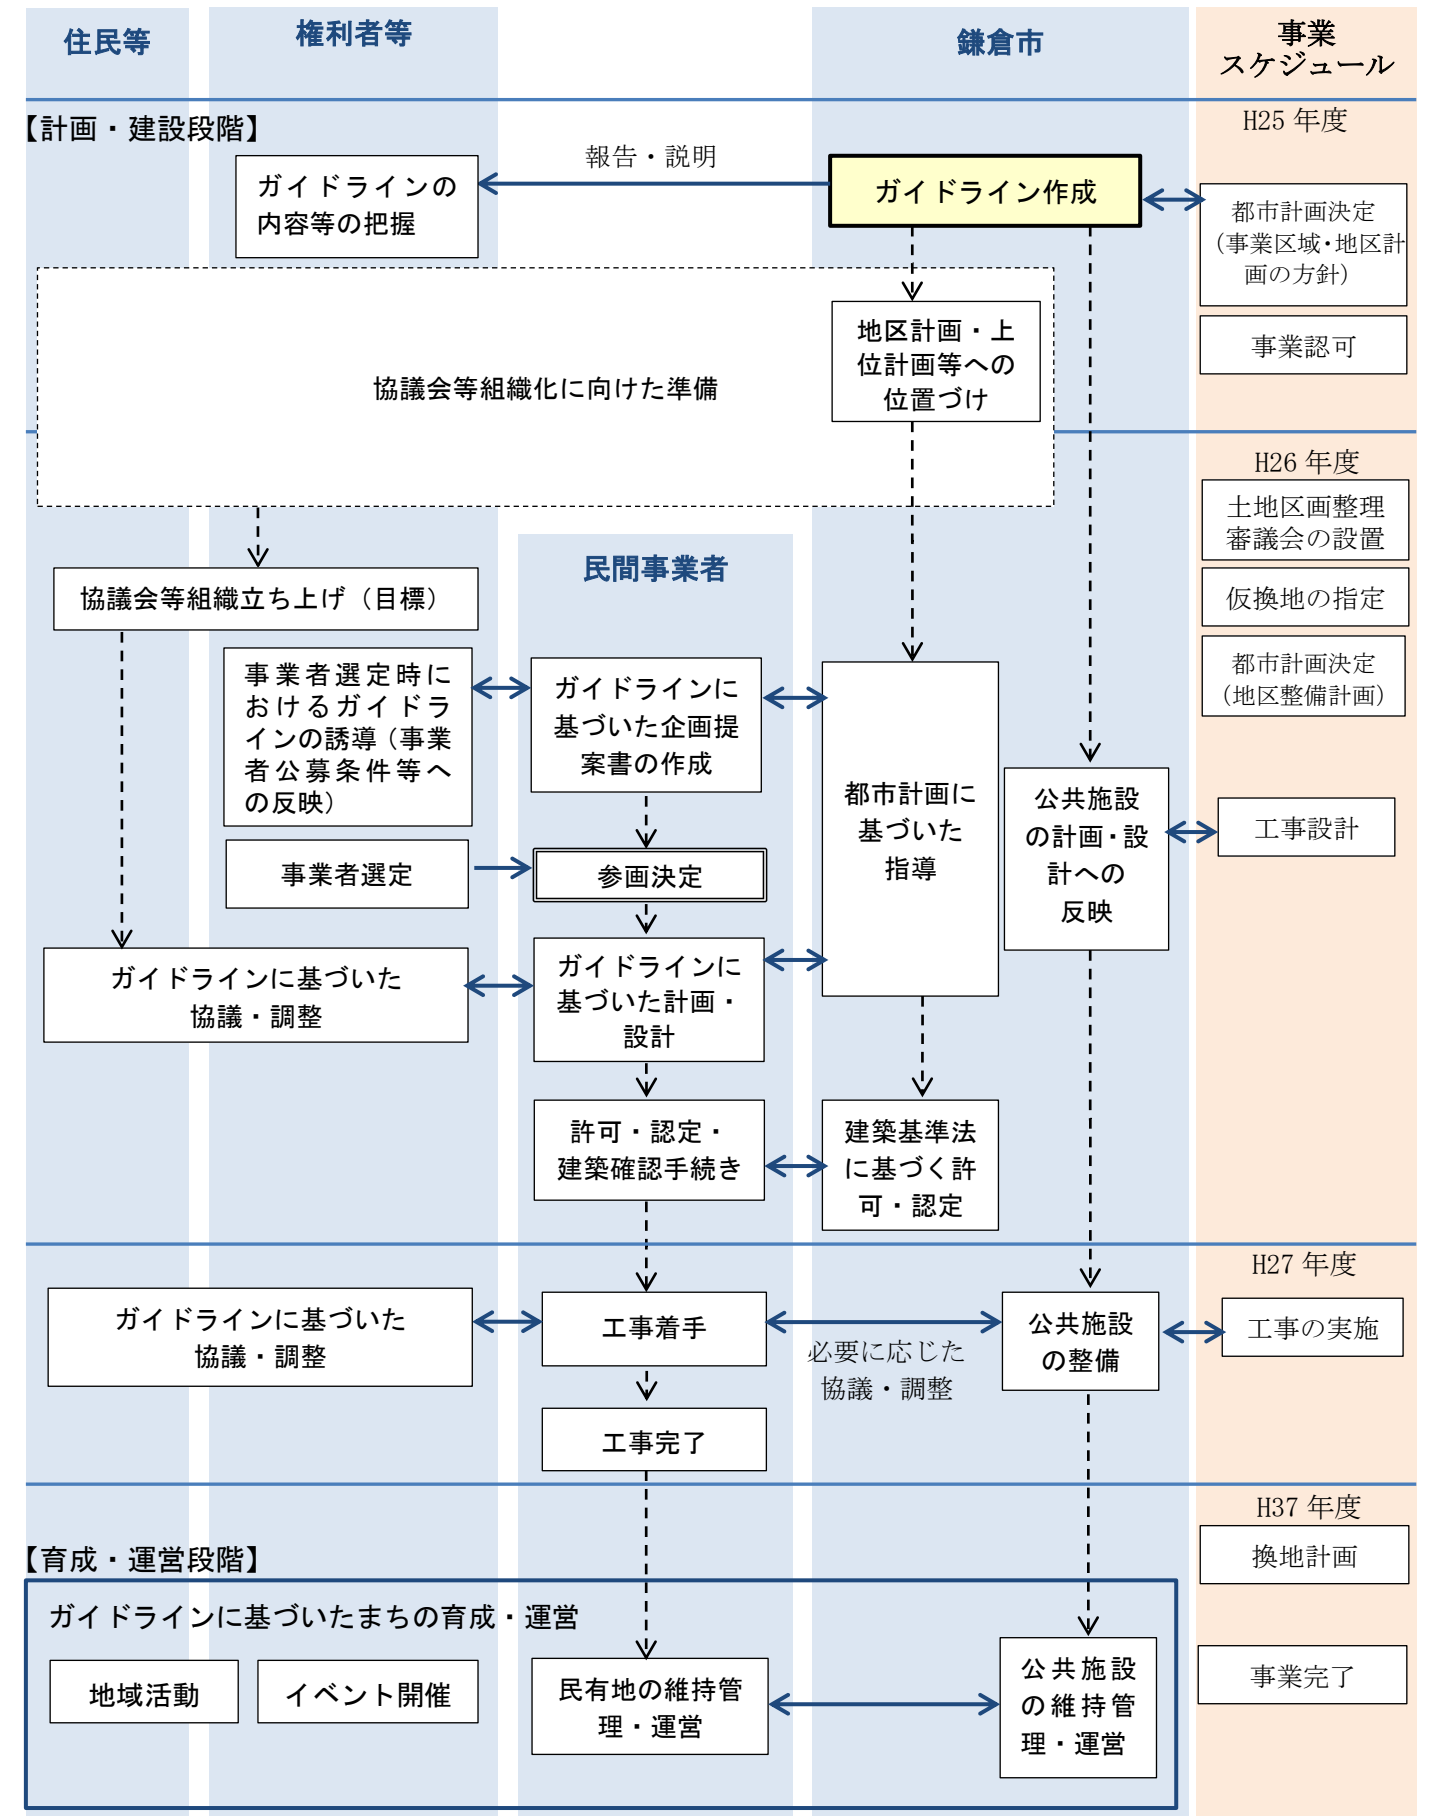 住民等
権利者等
鎌倉市
事業
スケジュール
【計画・建設段階】
H25 年度
報告・説明
ガイドラインの
内容等の把握
ガイドライン作成
都市計画決定
（事業区域・地区計
画の方針）
事業認可
地区計画・上
位計画等への
位置づけ
協議会等組織化に向けた準備
H26 年度
土地区画整理
審議会の設置
仮換地の指定
都市計画決定
（地区整備計画）
民間事業者
協議会等組織立ち上げ（目標）
事業者選定時に
おけるガイドラ
インの誘導（事業
者公募条件等へ
の反映）
ガイドラインに
基づいた企画提
案書の作成
都市計画に
基づいた
指導
公共施設
の計画・設
計への
反映
工事設計
事業者選定
参画決定
ガイドラインに基づいた
協議・調整
ガイドラインに
基づいた計画・
設計
許可・認定・
建築確認手続き
建築基準法
に基づく許
可・認定
H27 年度
ガイドラインに基づいた
協議・調整
工事着手
必要に応じた
協議・調整
公共施設
の整備
工事の実施
工事完了
H37 年度
換地計画
【育成・運営段階】
ガイドラインに基づいたまちの育成・運営
地域活動
イベント開催
民有地の維持管
理・運営
公共施設
の維持管
理・運営
事業完了